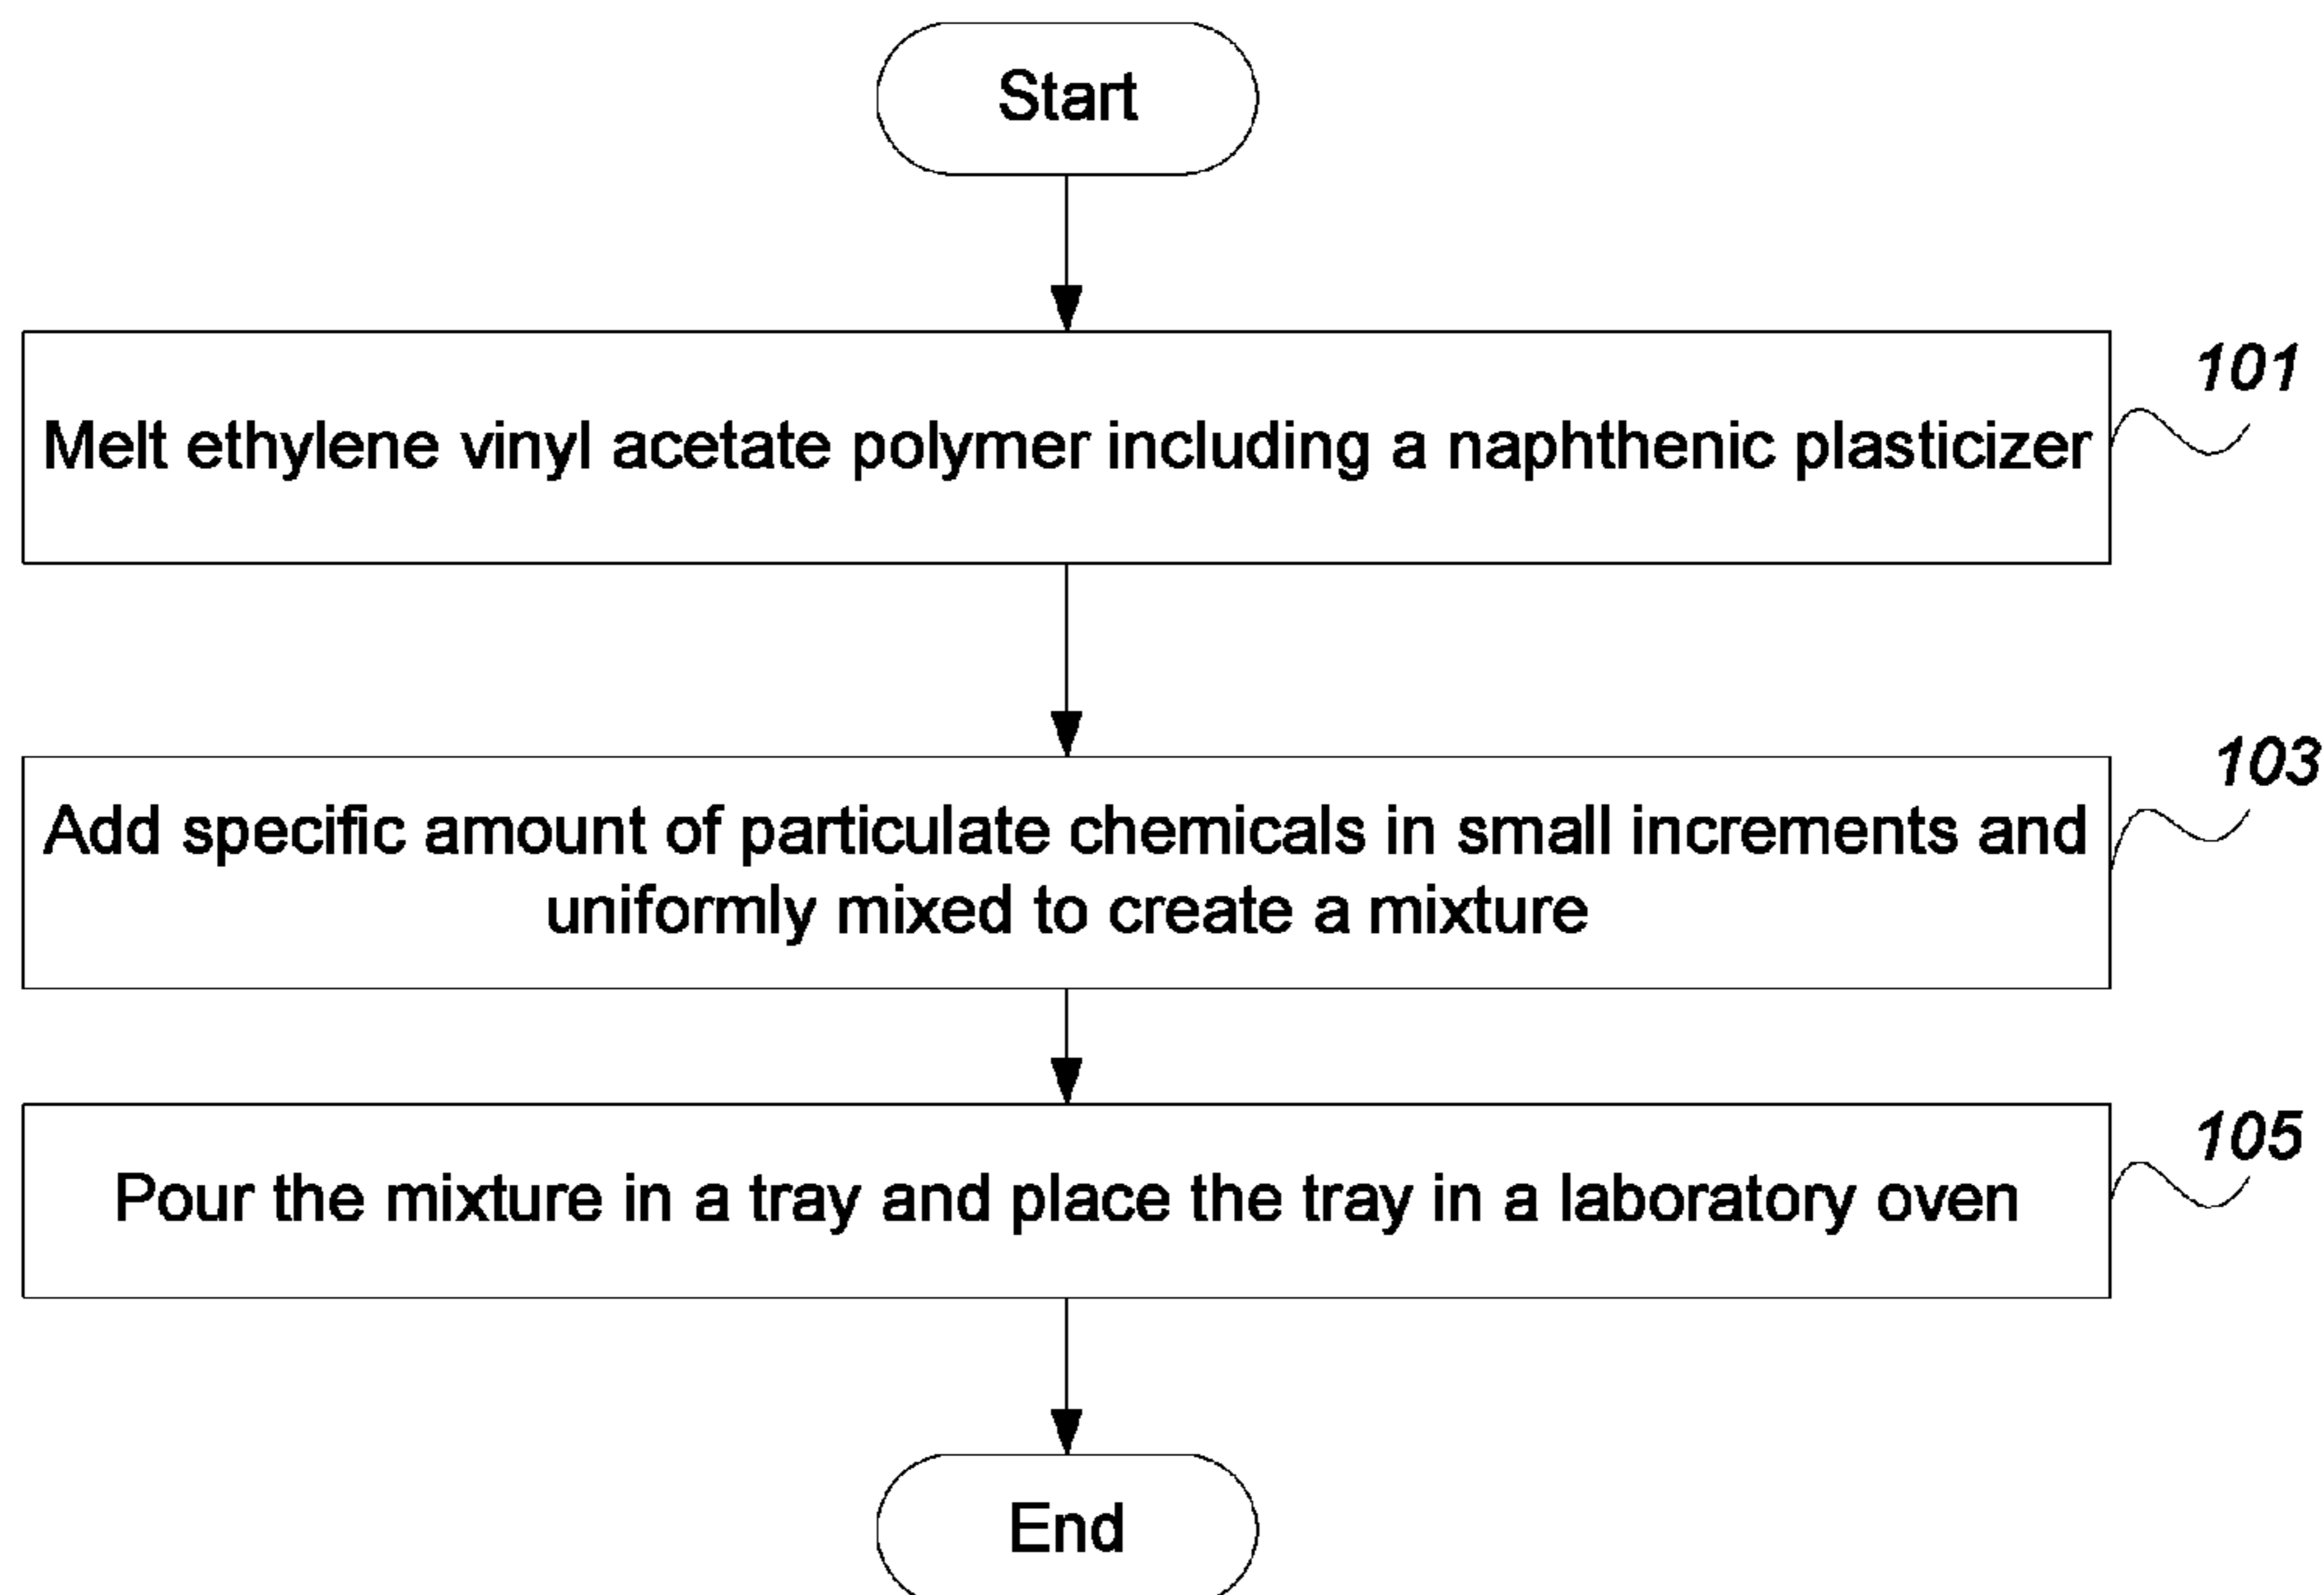 Start
Melt ethylene vinyl acetate polymer including a naphthenic plasticizer
101
Add specific amount of particulate chemicals in small increments and
uniformly mixed to create a mixture
103
Pour the mixture in a tray and place the tray in a laboratory oven
105
End